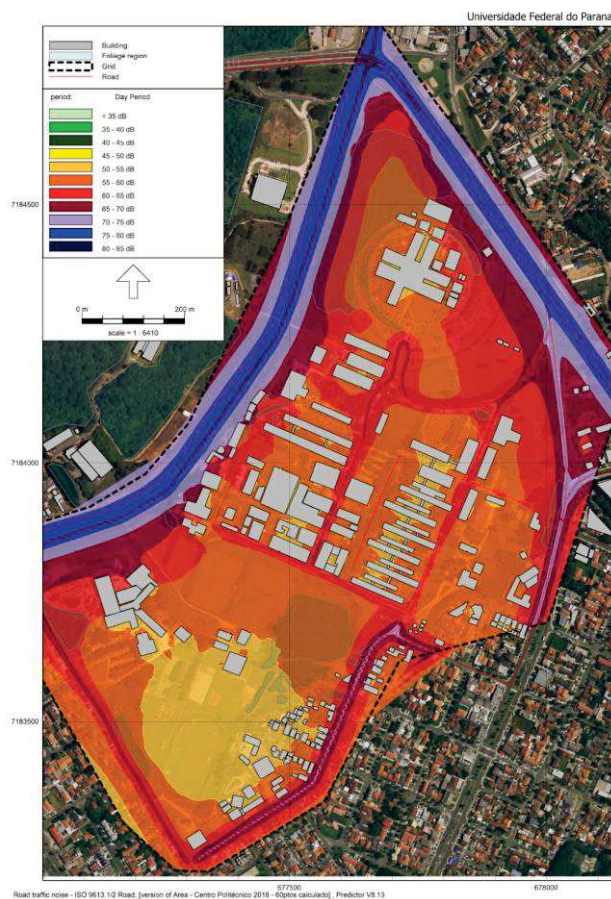 Universidade Federal do Paraná
Building
Foliage region
Grid
Road
period: Day Period
< 35 dB
35 - 40 dB
40 - 45 dB
45 - 50 dB
50 - 55 dB
55 - 60 dB
60 - 65 dB
65 - 70 dB
70 - 75 dB
75 - 80 dB
80 - 85 dB
0 m 200 m
scale = 1 : 6410
7184500
7184000
7183500
677500 678000
Road traffic noise - ISO 9613.1/2 Road, [version of Area - Centro Politécnico 2018 - 60ptos calculado] , Predictor V8.13